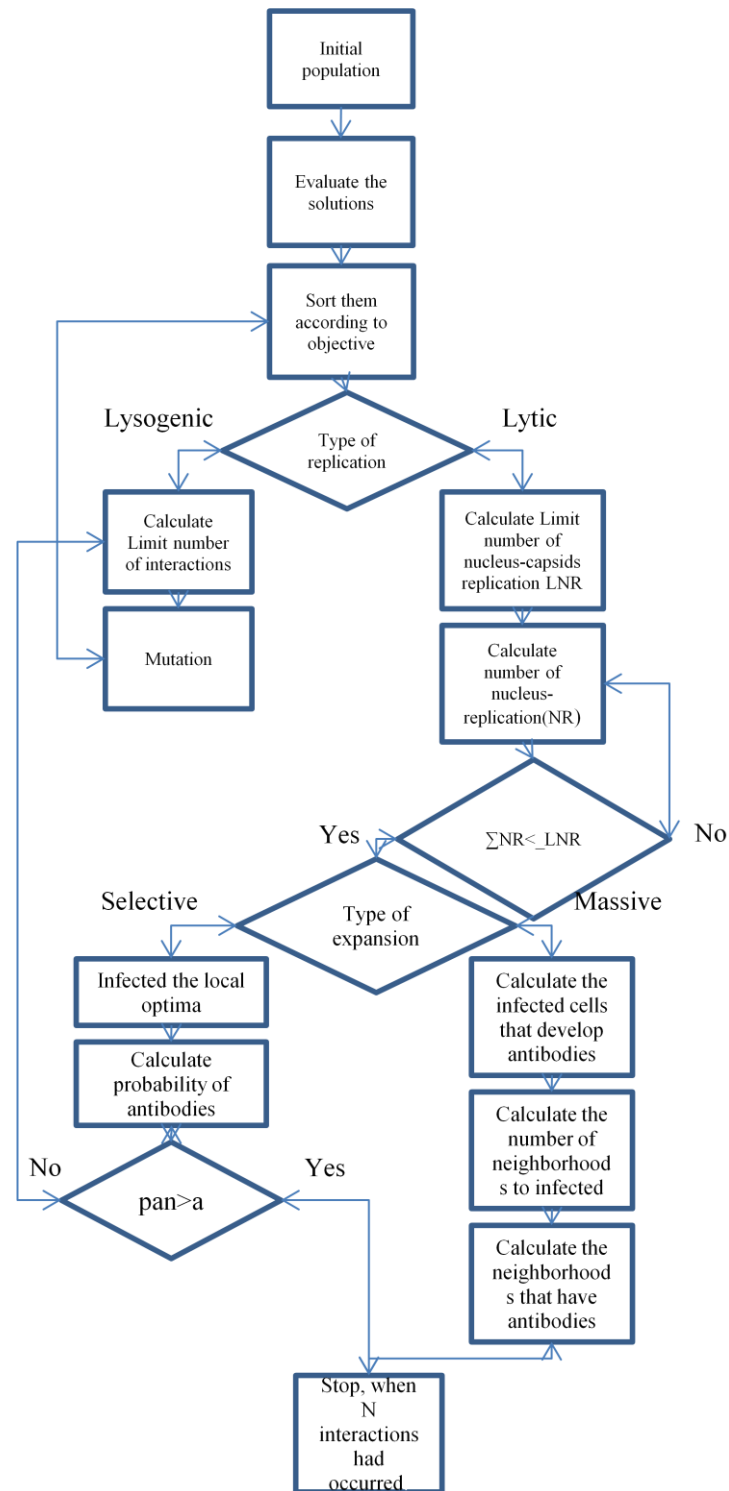 Initial
population
Evaluate the
solutions
Sort them
according to
objective
Lysogenic
Lytic
Type of
replication
Calculate
Limit number
of interactions
Calculate Limit
number of
nucleus-capsids
replication LNR
Mutation
Calculate
number of
nucleus-
replication(NR)
Yes
∑NR<_LNR
No
Selective
Massive
Type of
expansion
Infected the local
optima
Calculate the
infected cells
that develop
antibodies
Calculate
probability of
antibodies
Calculate the
number of
neighborhood
s to infected
No
Yes
pan>a
Calculate the
neighborhood
s that have
antibodies
Stop, when
N
interactions
had
occurred